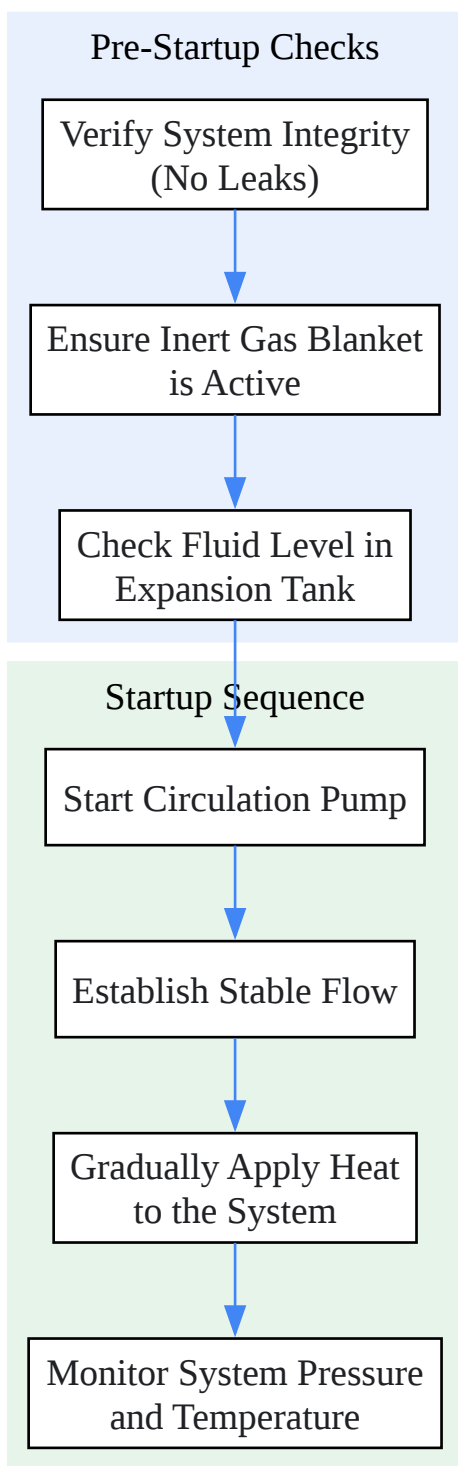 Pre-Startup Checks
Verify System Integrity
(No Leaks)
Ensure Inert Gas Blanket
is Active
Check Fluid Level in
Expansion Tank
Startup Sequence
Start Circulation Pump
Establish Stable Flow
Gradually Apply Heat
to the System
Monitor System Pressure
and Temperature